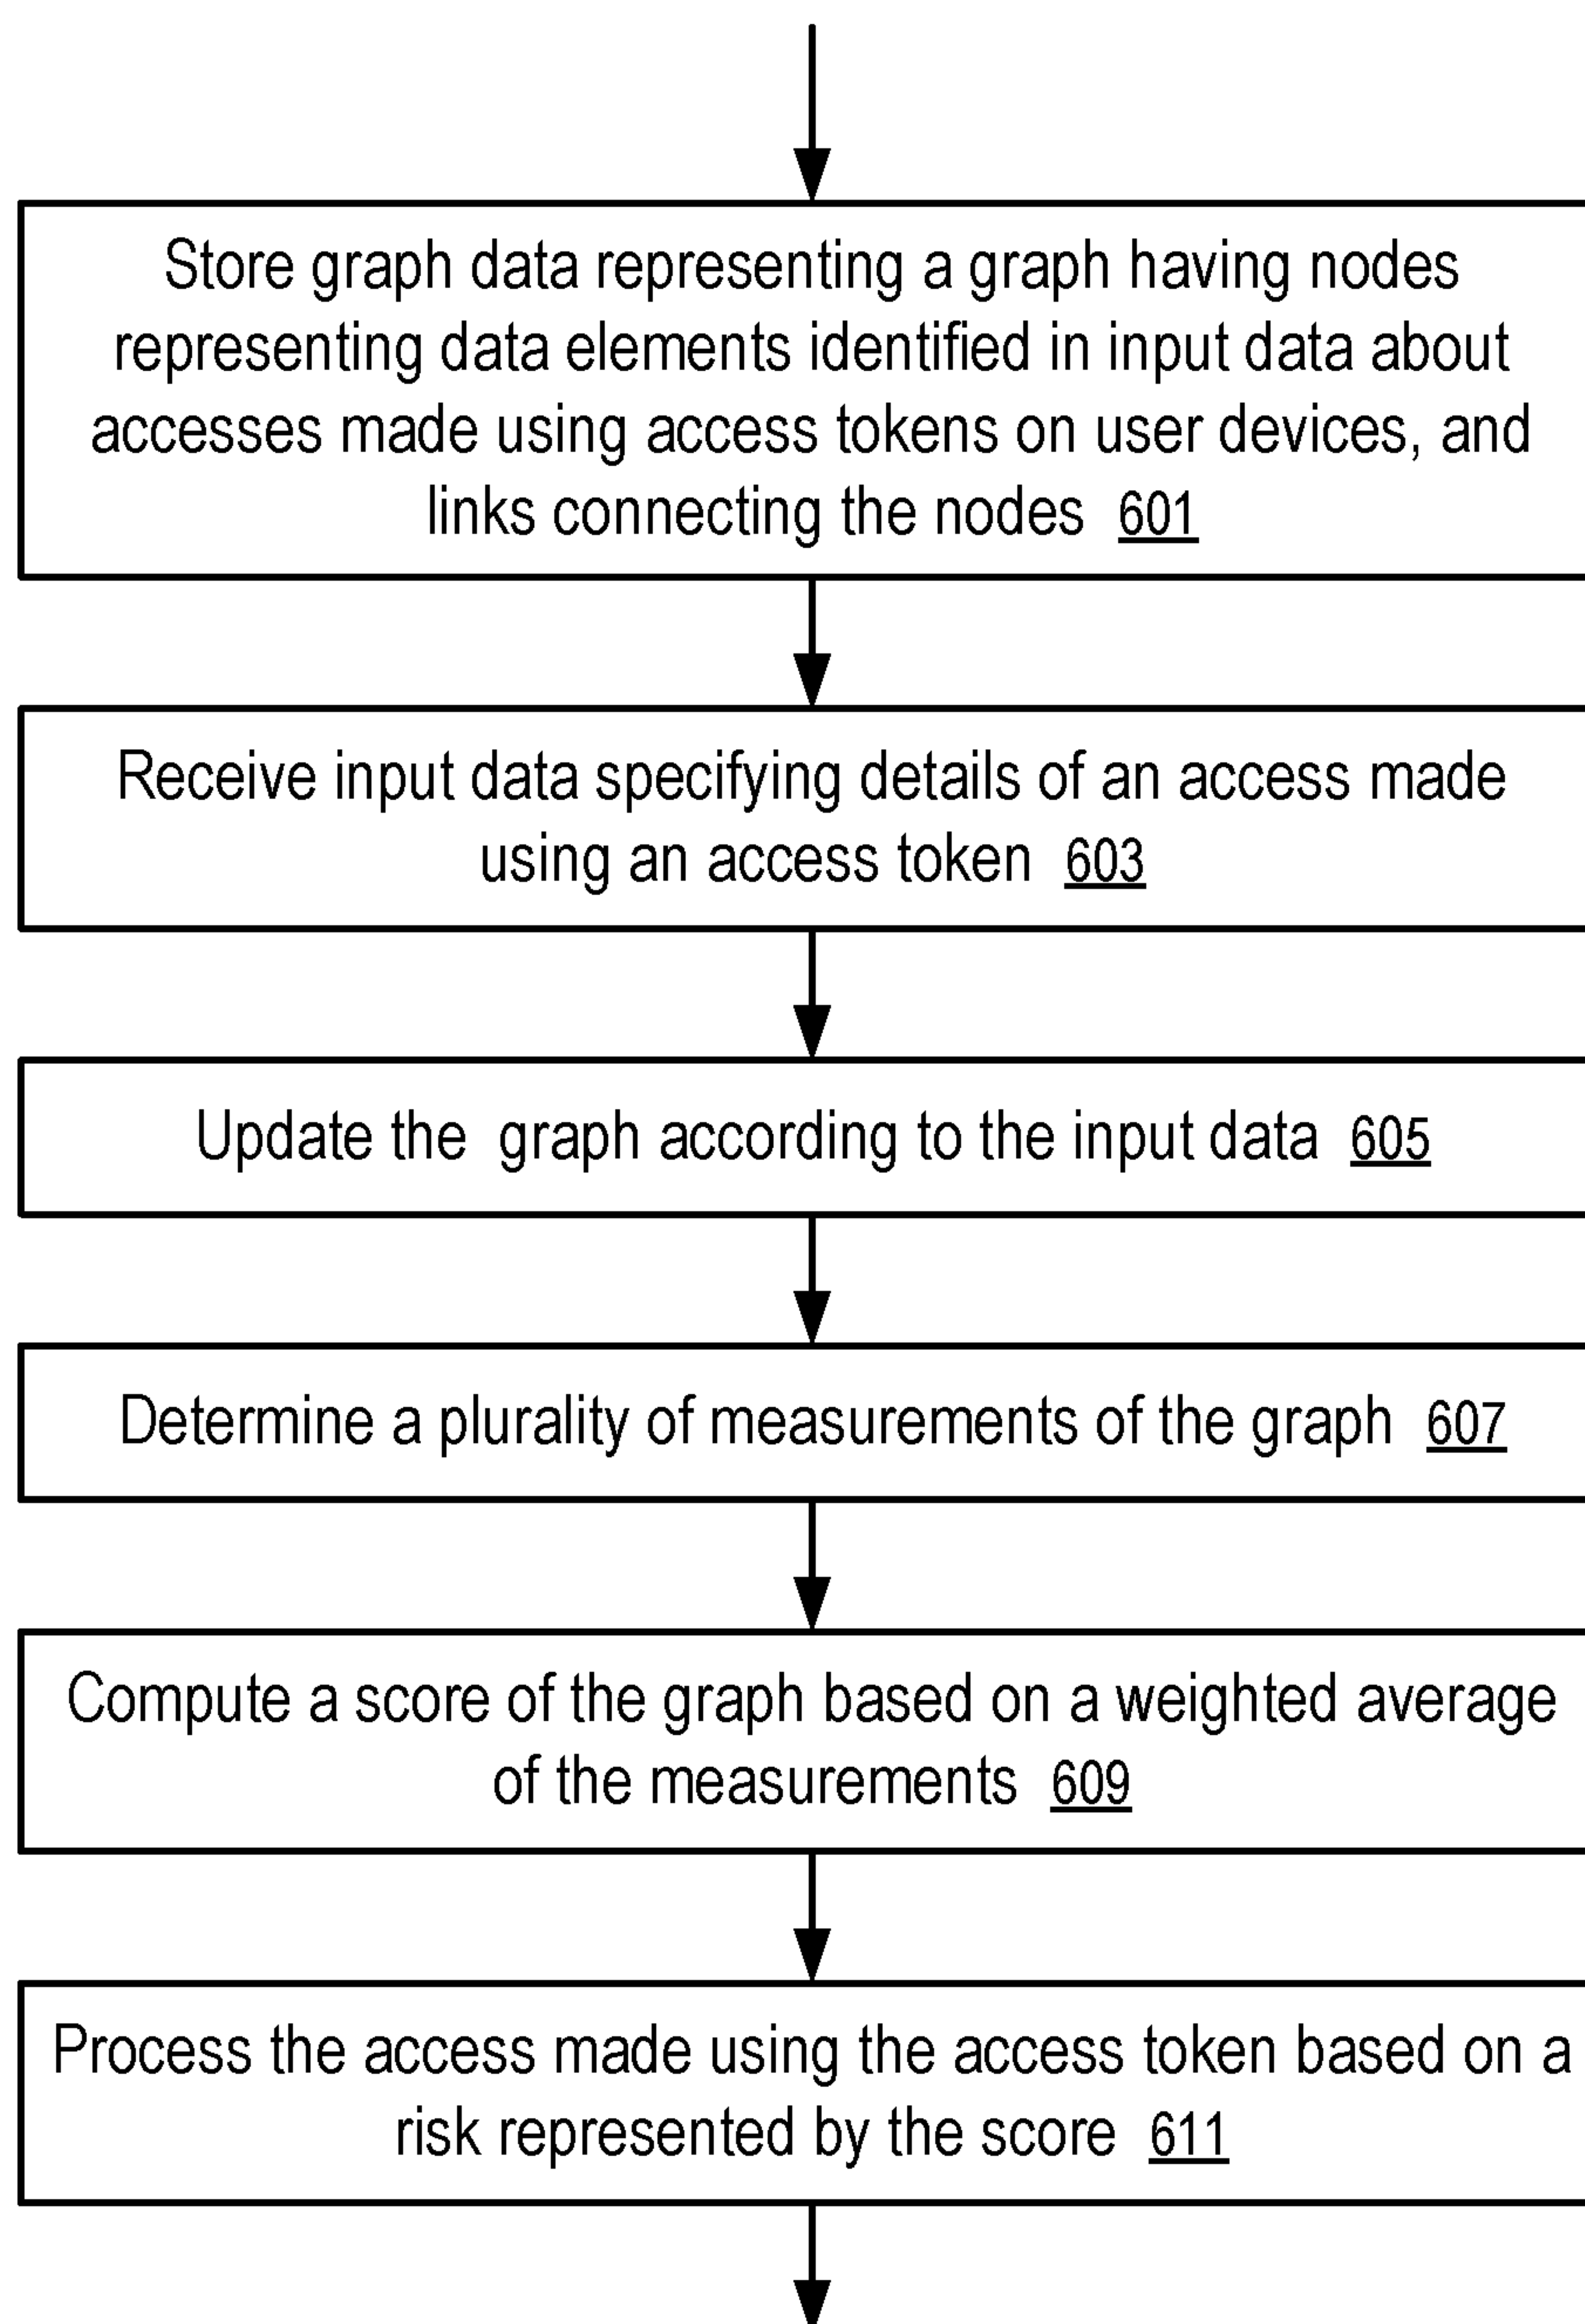 Store graph data representing a graph having nodes
representing data elements identified in input data about
accesses made using access tokens on user devices, and
links connecting the nodes 601
Receive input data specifying details of an access made
using an access token 603
Update the graph according to the input data 605
Determine a plurality of measurements of the graph 607
Compute a score of the graph based on a weighted average
of the measurements 609
Process the access made using the access token based on a
risk represented by the score 611